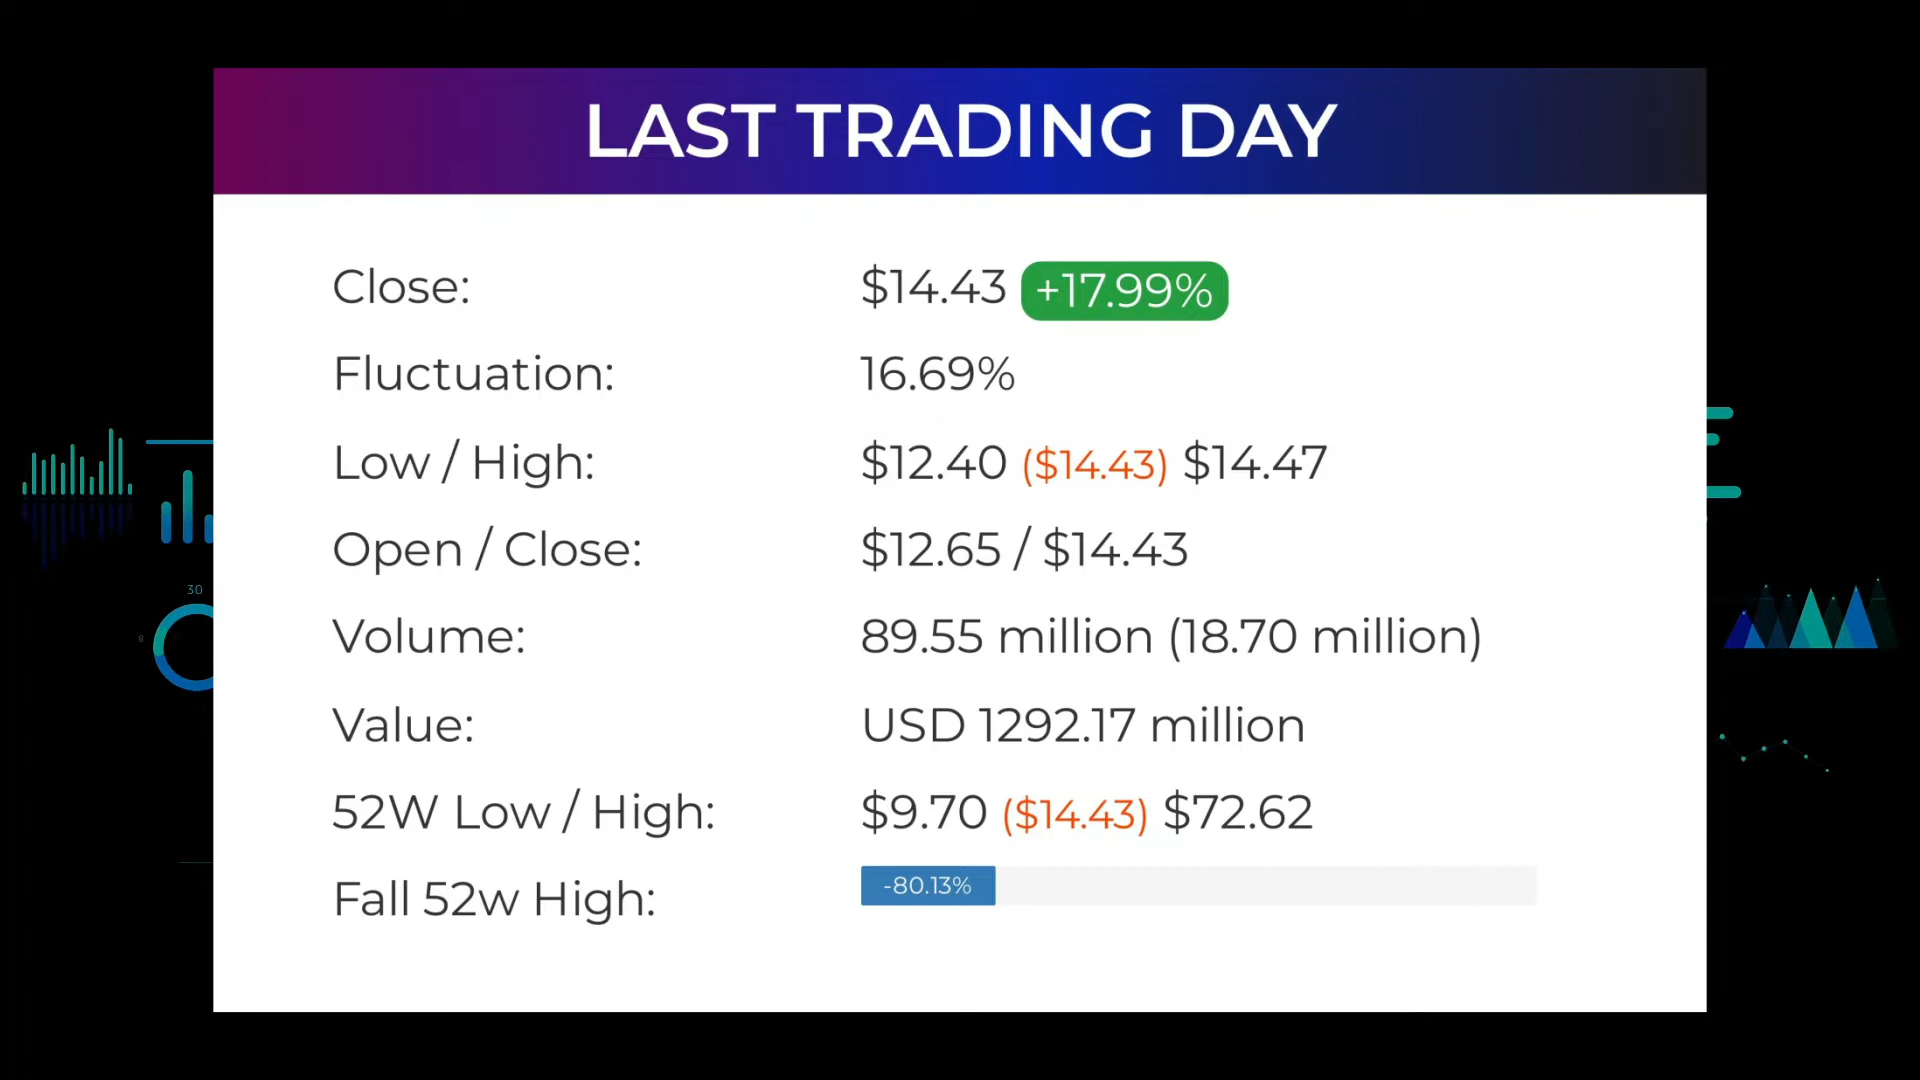 LAST TRADING DAY
Close: $14.43 +17.99%
Fluctuation: 16.69%
Low / High: $12.40 ($14.43) $14.47
Open / Close: $12.65 / $14.43
Volume: 89.55 million (18.70 million)
Value: USD 1292.17 million
52W Low / High: $9.70 ($14.43) $72.62
Fall 52w High: -80.13%
30
8